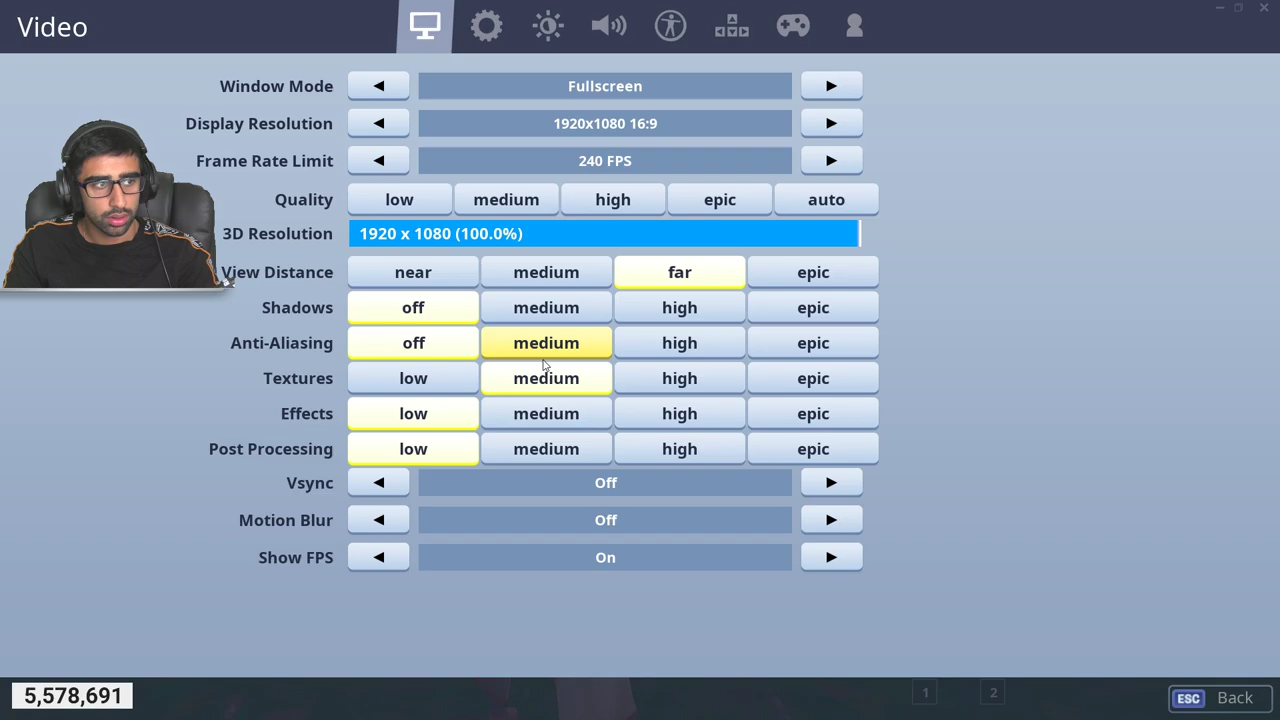 Video
Window Mode ◄ Fullscreen ►
Display Resolution ◄ 1920x1080 16:9 ►
Frame Rate Limit ◄ 240 FPS ►
Quality low medium high epic auto
3D Resolution 1920 x 1080 (100.0%)
View Distance near medium far epic
Shadows off medium high epic
Anti-Aliasing off medium high epic
Textures low medium high epic
Effects low medium high epic
Post Processing low medium high epic
Vsync ◄ Off ►
Motion Blur ◄ Off ►
Show FPS ◄ On ►
5,578,691 1 2 ESC Back